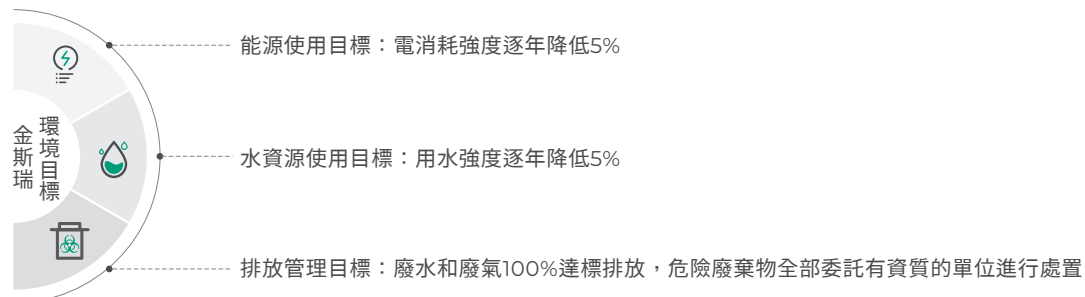 能源使用目標：電消耗強度逐年降低5%
金斯瑞
環境目標
水資源使用目標：用水強度逐年降低5%
排放管理目標：廢水和廢氣100%達標排放，危險廢棄物全部委託有資質的單位進行處置